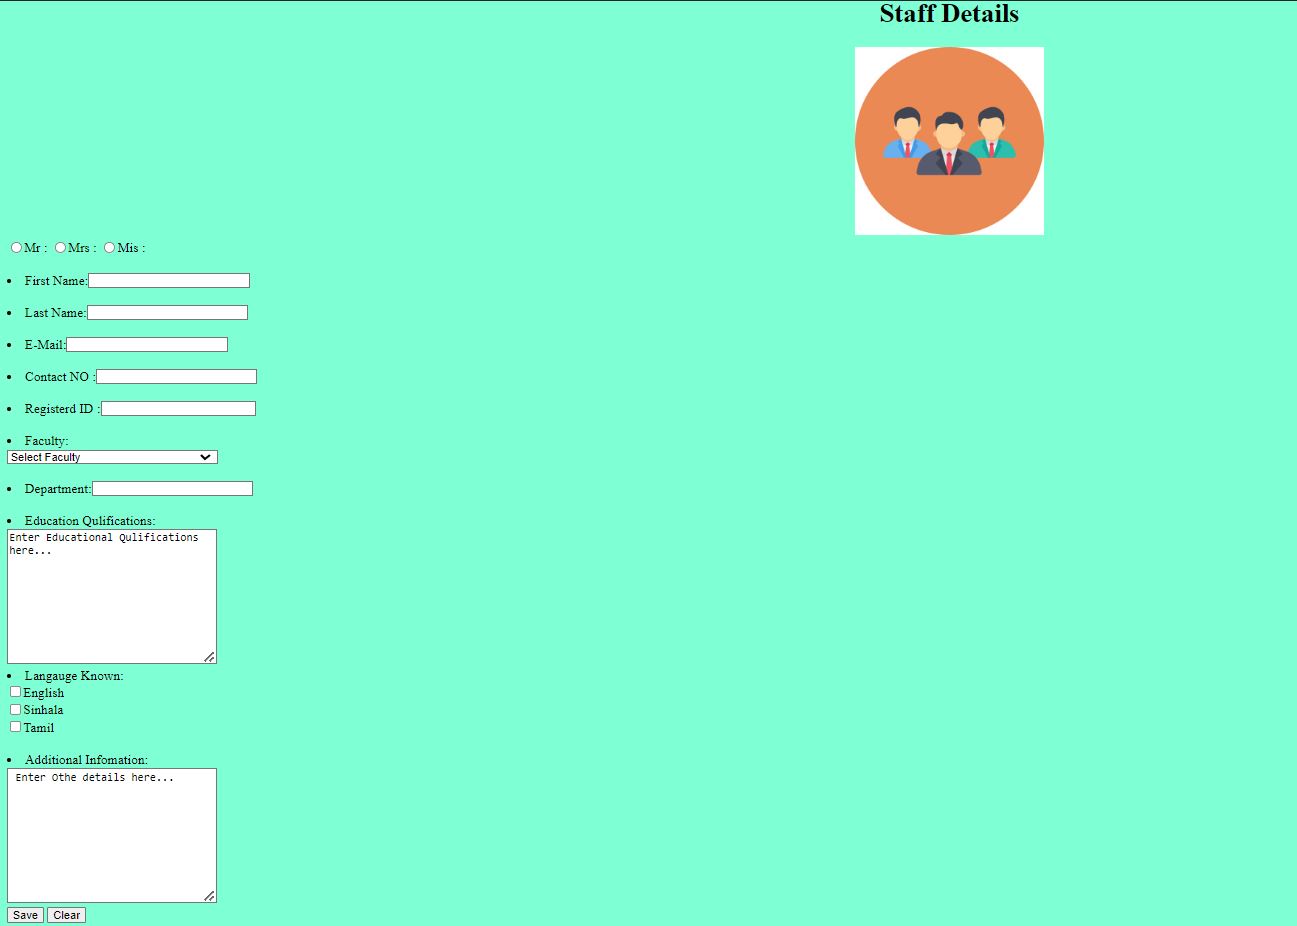 Staff Details
Mr : Mrs : Mis :
First Name:
Last Name:
E-Mail:
Contact NO :
Registerd ID :
Faculty:
Select Faculty
Department:
Education Qulifications:
Enter Educational Qulifications
here...
Langauge Known:
English
Sinhala
Tamil
Additional Infomation:
Enter Othe details here...
Save Clear